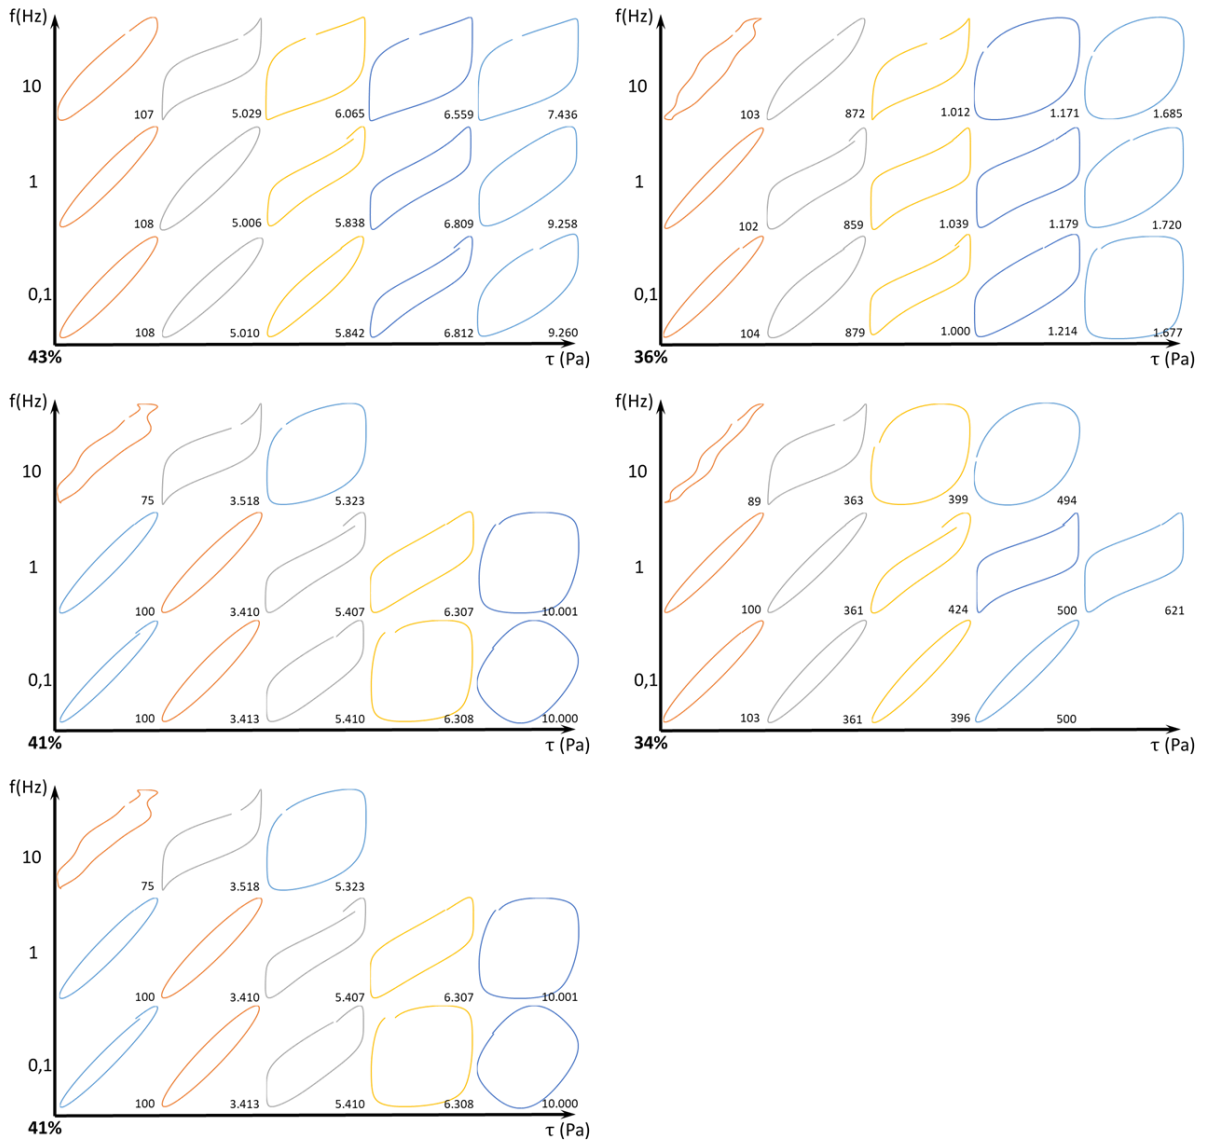 f(Hz)
10
107 5.029 6.065 6.559 7.436
1
108 5.006 5.838 6.809 9.258
0,1
108 5.010 5.842 6.812 9.260
43% τ (Pa)
f(Hz)
10
103 872 1.012 1.171 1.685
1
102 859 1.039 1.179 1.720
0,1
104 879 1.000 1.214 1.677
36% τ (Pa)
f(Hz)
10
75 3.518 5.323
1
100 3.410 5.407 6.307 10.001
0,1
100 3.413 5.410 6.308 10.000
41% τ (Pa)
f(Hz)
10
89 363 399 494
1
100 361 424 500 621
0,1
103 361 396 500
34% τ (Pa)
f(Hz)
10
75 3.518 5.323
1
100 3.410 5.407 6.307 10.001
0,1
100 3.413 5.410 6.308 10.000
41% τ (Pa)